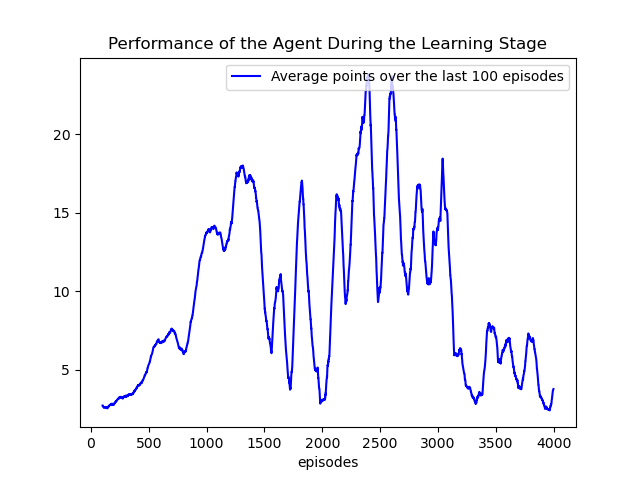 Performance of the Agent During the Learning Stage
Average points over the last 100 episodes
20
15
10
5
0 500 1000 1500 2000 2500 3000 3500 4000
episodes